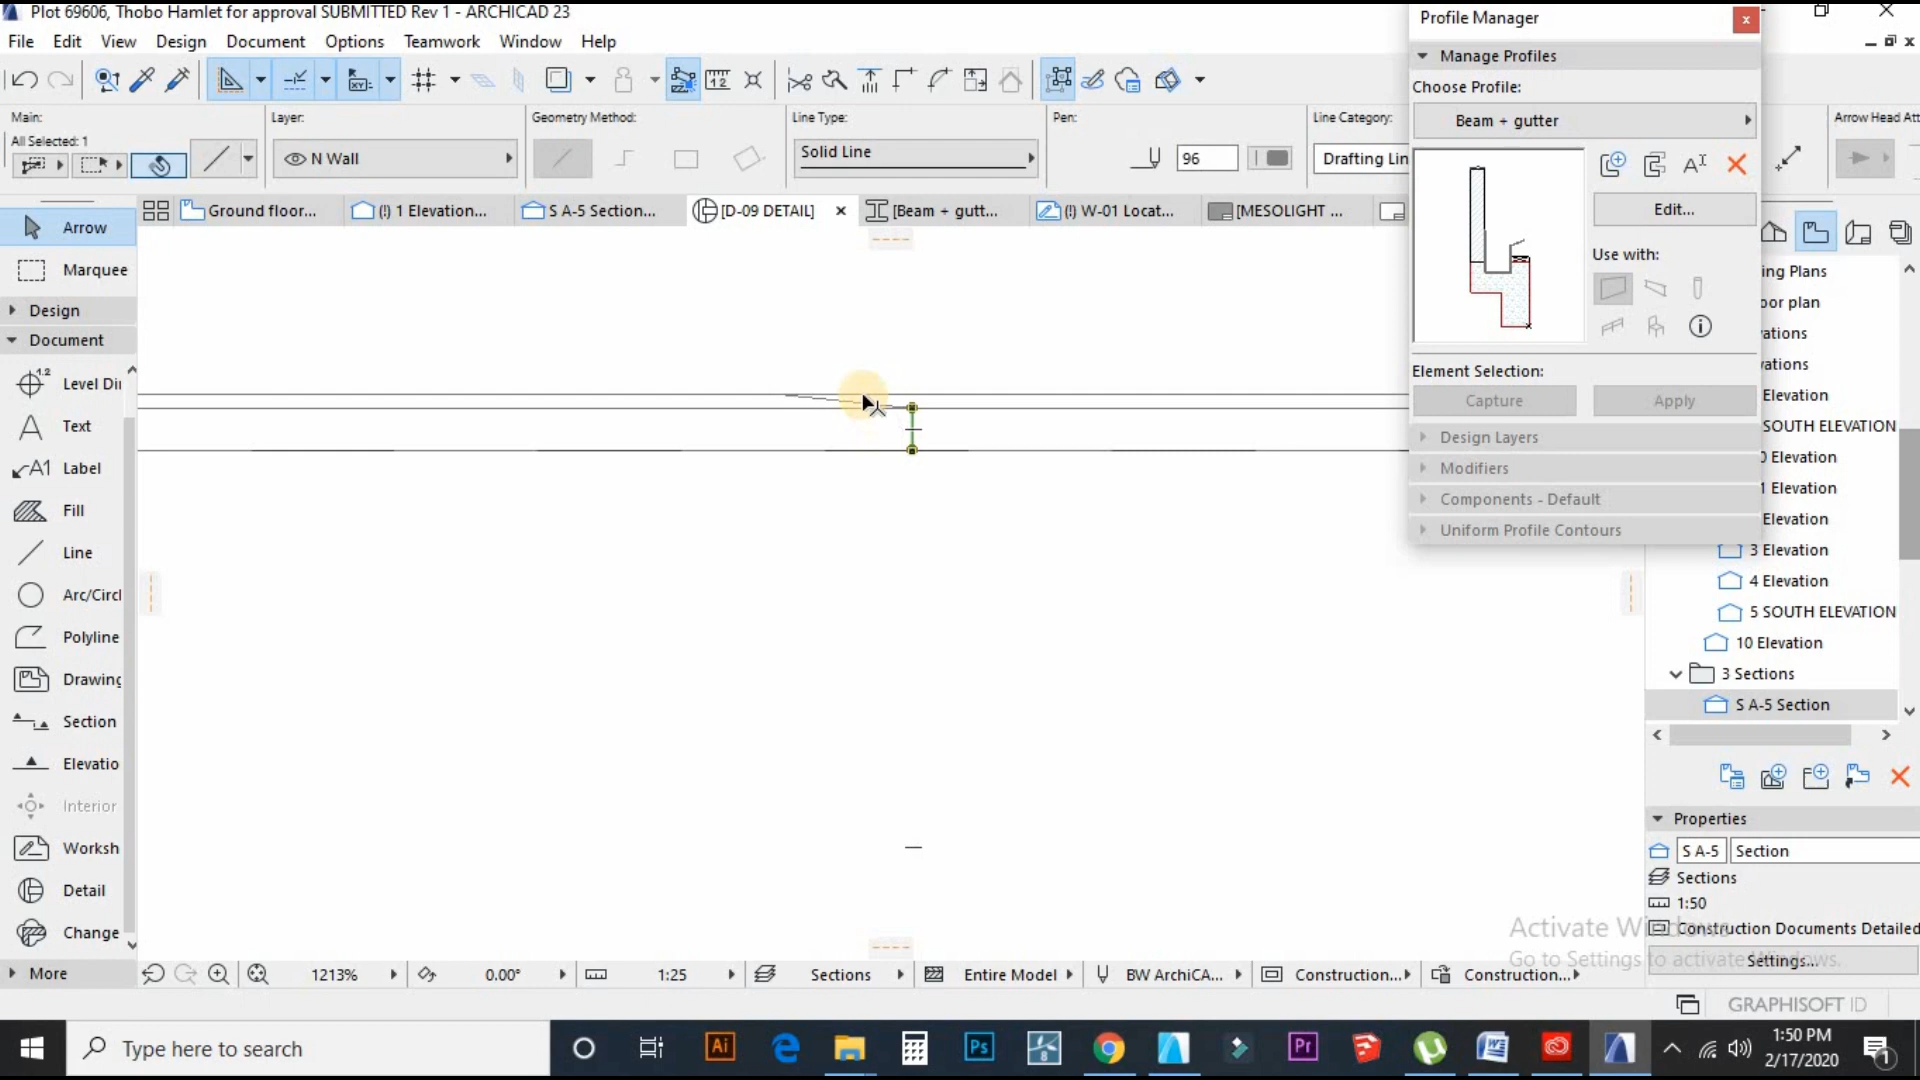 Plot 69606, Thobo Hamlet for approval SUBMITTED Rev 1 - ARCHICAD 23
File Edit View Design Document Options Teamwork Window Help
Main:
All Selected: 1
Layer:
N Wall
Geometry Method:
Line Type:
Solid Line
Pen:
96
Line Category:
Drafting Lin
Arrow Head Att
Profile Manager
Manage Profiles
Choose Profile:
Beam + gutter
Edit...
Use with:
Element Selection:
Capture
Apply
Design Layers
Modifiers
Components - Default
Uniform Profile Contours
Ground floor...
(!) 1 Elevation...
S A-5 Section...
[D-09 DETAIL]
[Beam + gutt...
(!) W-01 Locat...
[MESOLIGHT ...
Arrow
Marquee
Design
Document
Level Di
Text
Label
Fill
Line
Arc/Circl
Polyline
Drawing
Section
Elevatio
Interior
Worksh
Detail
Change
More
ing Plans
oor plan
ations
ations
Elevation
SOUTH ELEVATION
0 Elevation
1 Elevation
Elevation
3 Elevation
4 Elevation
5 SOUTH ELEVATION
10 Elevation
3 Sections
S A-5 Section
Properties
S A-5 Section
Sections
1:50
Construction Documents Detailed
Settings...
Activate Windows
Go to Settings to activate Windows.
1213%
0.00°
1:25
Sections
Entire Model
BW ArchiCA...
Construction...
Construction...
GRAPHISOFT ID
Type here to search
1:50 PM
2/17/2020